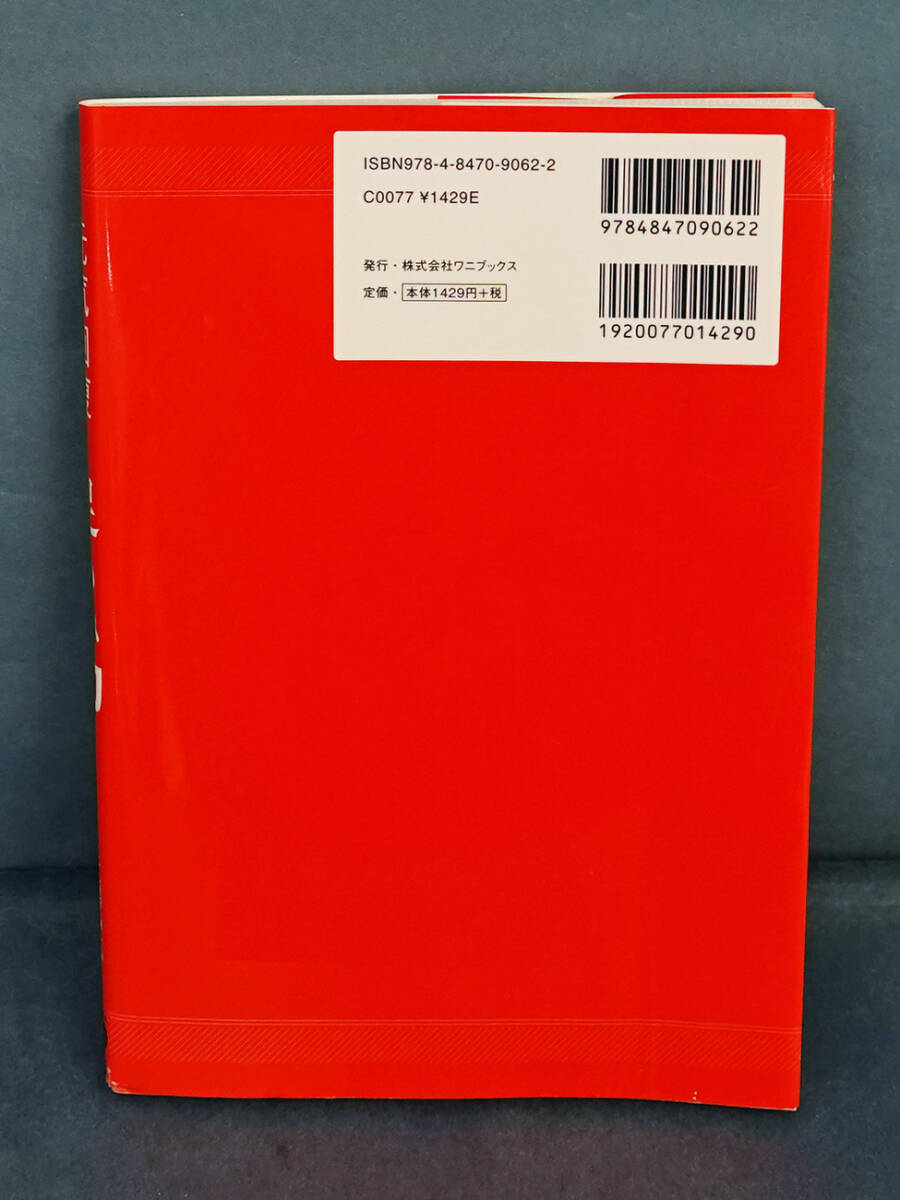 ISBN978-4-8470-9062-2
C0077 ¥1429E
発行・株式会社ワニブックス
定価・本体1429円+税
9784847090622
1920077014290